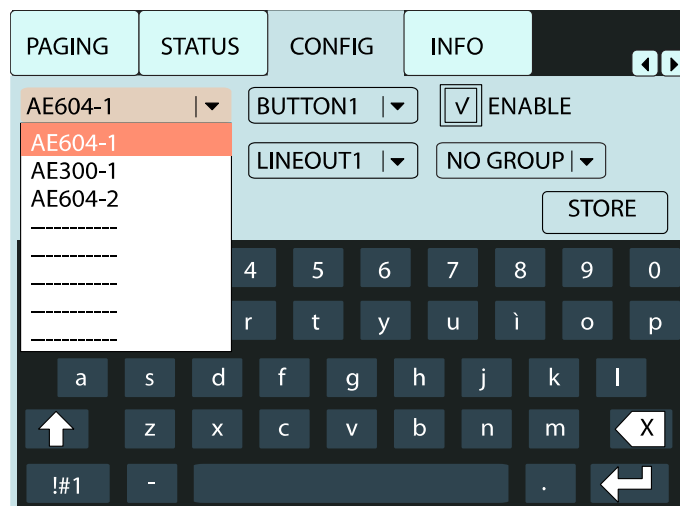 PAGING STATUS CONFIG INFO
AE604-1 BUTTON1 √ ENABLE
AE604-1
AE300-1
AE604-2
-----------
-----------
-----------
-----------
-----------
LINEOUT1 NO GROUP
STORE
4 5 6 7 8 9 0
r t y u ì o p
a s d f g h j k l
z x c v b n m X
!#1 - .